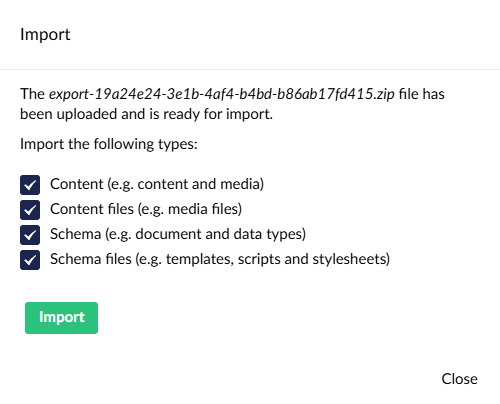 Import
The export-19a24e24-3e1b-4af4-b4bd-b86ab17fd415.zip file has
been uploaded and is ready for import.
Import the following types:
Content (e.g. content and media)
Content files (e.g. media files)
Schema (e.g. document and data types)
Schema files (e.g. templates, scripts and stylesheets)
Import
Close